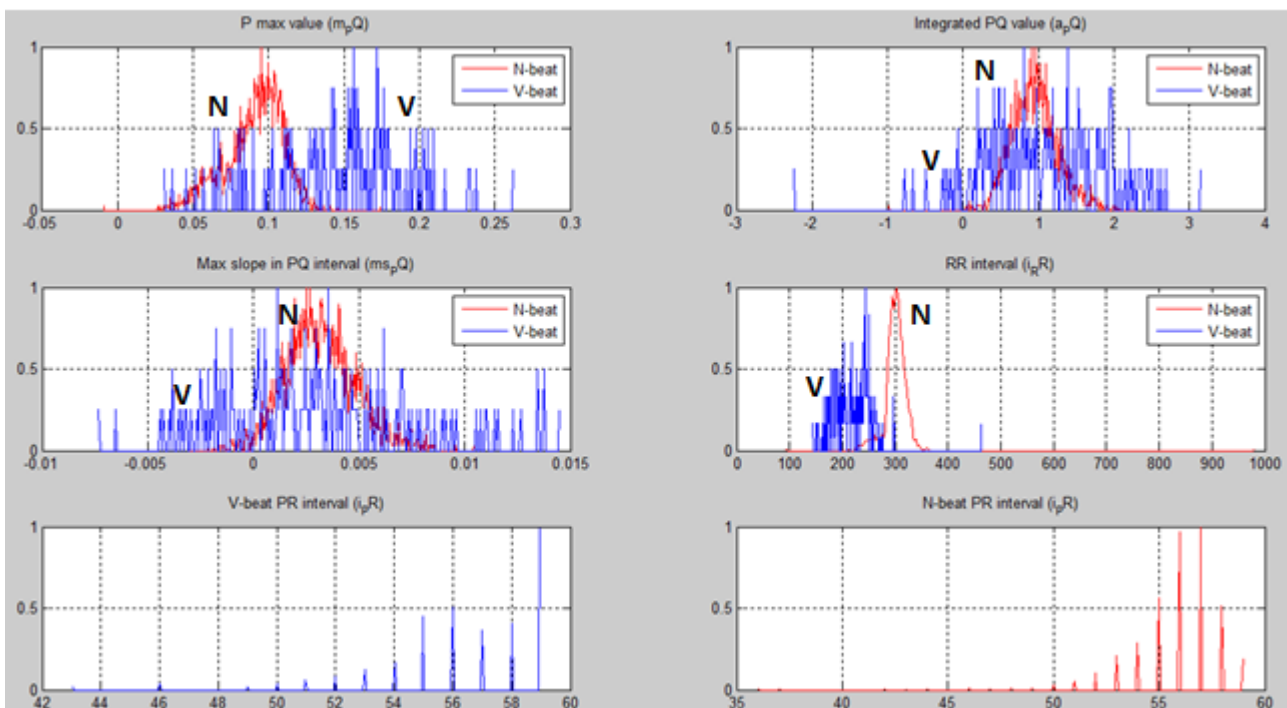 P max value (mpQ)
1
0.5
0
-0.05 0 0.05 0.1 0.15 0.2 0.25 0.3
N-beat
V-beat
N
V
Integrated PQ value (apQ)
1
0.5
0
-3 -2 -1 0 1 2 3 4
N-beat
V-beat
N
V
Max slope in PQ interval (mspQ)
1
0.5
0
-0.01 -0.005 0 0.005 0.01 0.015
N-beat
V-beat
N
V
RR interval (iRR)
1
0.5
0
0 100 200 300 400 500 600 700 800 900 1000
N-beat
V-beat
N
V
V-beat PR interval (ipR)
1
0.5
0
42 44 46 48 50 52 54 56 58 60
N-beat PR interval (ipR)
1
0.5
0
35 40 45 50 55 60